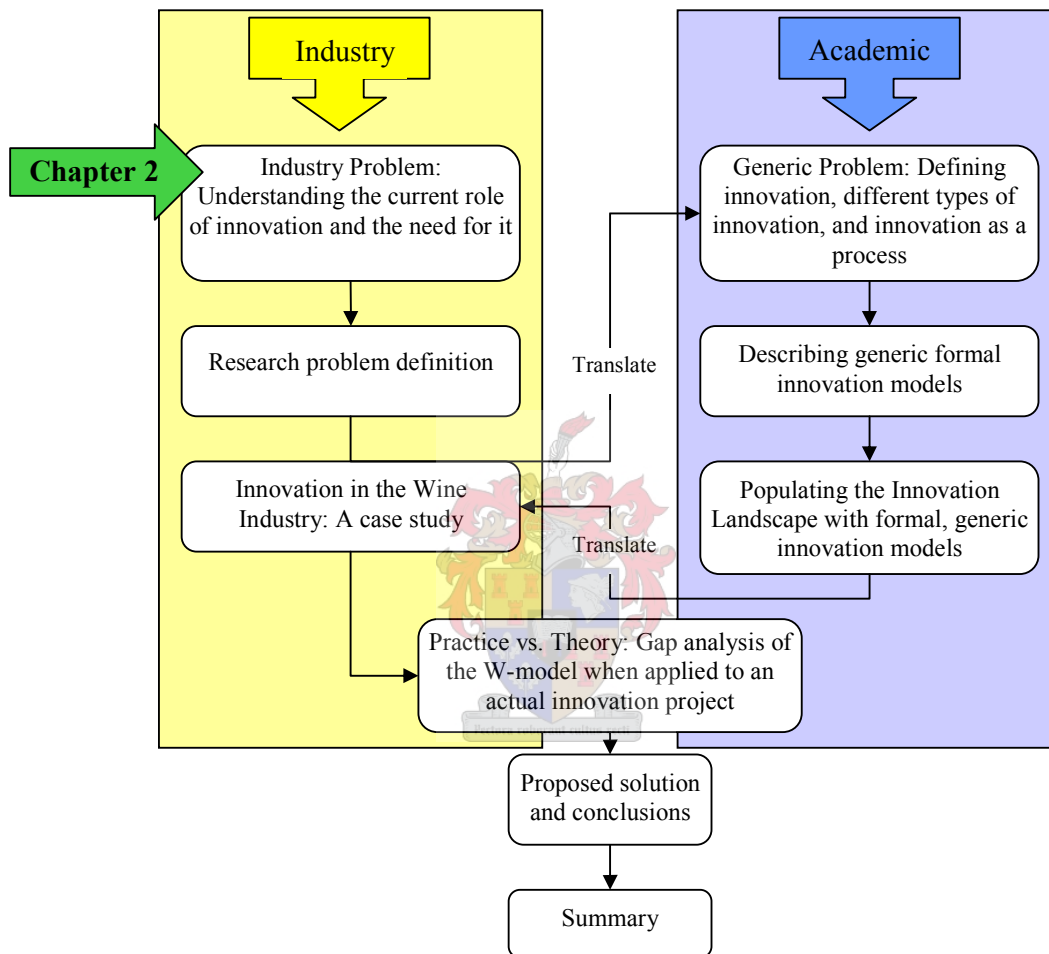 Industry
Academic
Chapter 2
Industry Problem:
Understanding the current role
of innovation and the need for it
Generic Problem: Defining
innovation, different types of
innovation, and innovation as a
process
Research problem definition
Translate
Describing generic formal
innovation models
Innovation in the Wine
Industry: A case study
Translate
Populating the Innovation
Landscape with formal, generic
innovation models
Practice vs. Theory: Gap analysis of
the W-model when applied to an
actual innovation project
Proposed solution
and conclusions
Summary